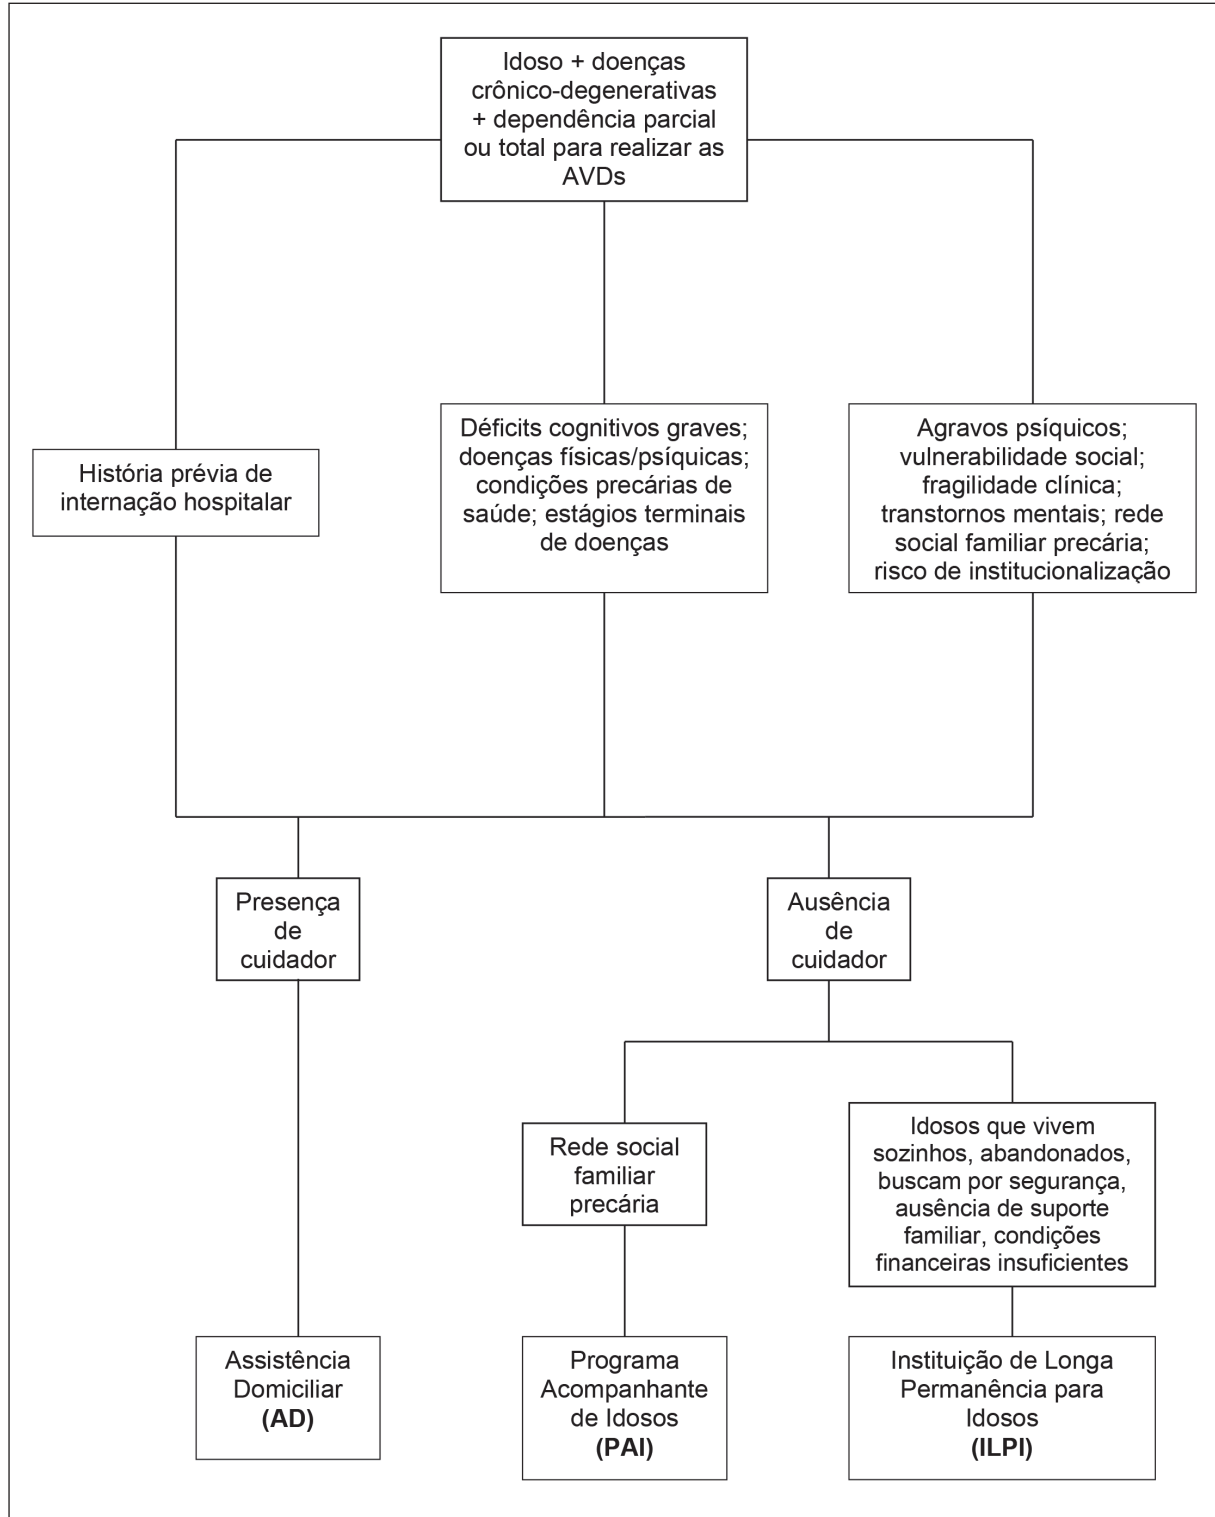 Idoso + doenças
crônico-degenerativas
+ dependência parcial
ou total para realizar as
AVDs
História prévia de
internação hospitalar
Déficits cognitivos graves;
doenças físicas/psíquicas;
condições precárias de
saúde; estágios terminais
de doenças
Agravos psíquicos;
vulnerabilidade social;
fragilidade clínica;
transtornos mentais; rede
social familiar precária;
risco de institucionalização
Presença
de
cuidador
Ausência
de
cuidador
Rede social
familiar
precária
Idosos que vivem
sozinhos, abandonados,
buscam por segurança,
ausência de suporte
familiar, condições
financeiras insuficientes
Assistência
Domiciliar
(AD)
Programa
Acompanhante
de Idosos
(PAI)
Instituição de Longa
Permanência para
Idosos
(ILPI)